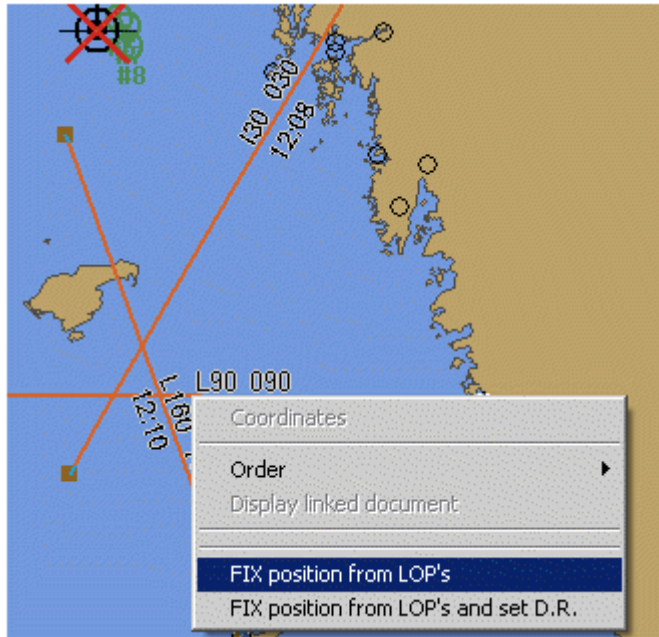 #8
I30 030
12:08
L90 090
L160
12:10
Coordinates
Order
Display linked document
FIX position from LOP's
FIX position from LOP's and set D.R.